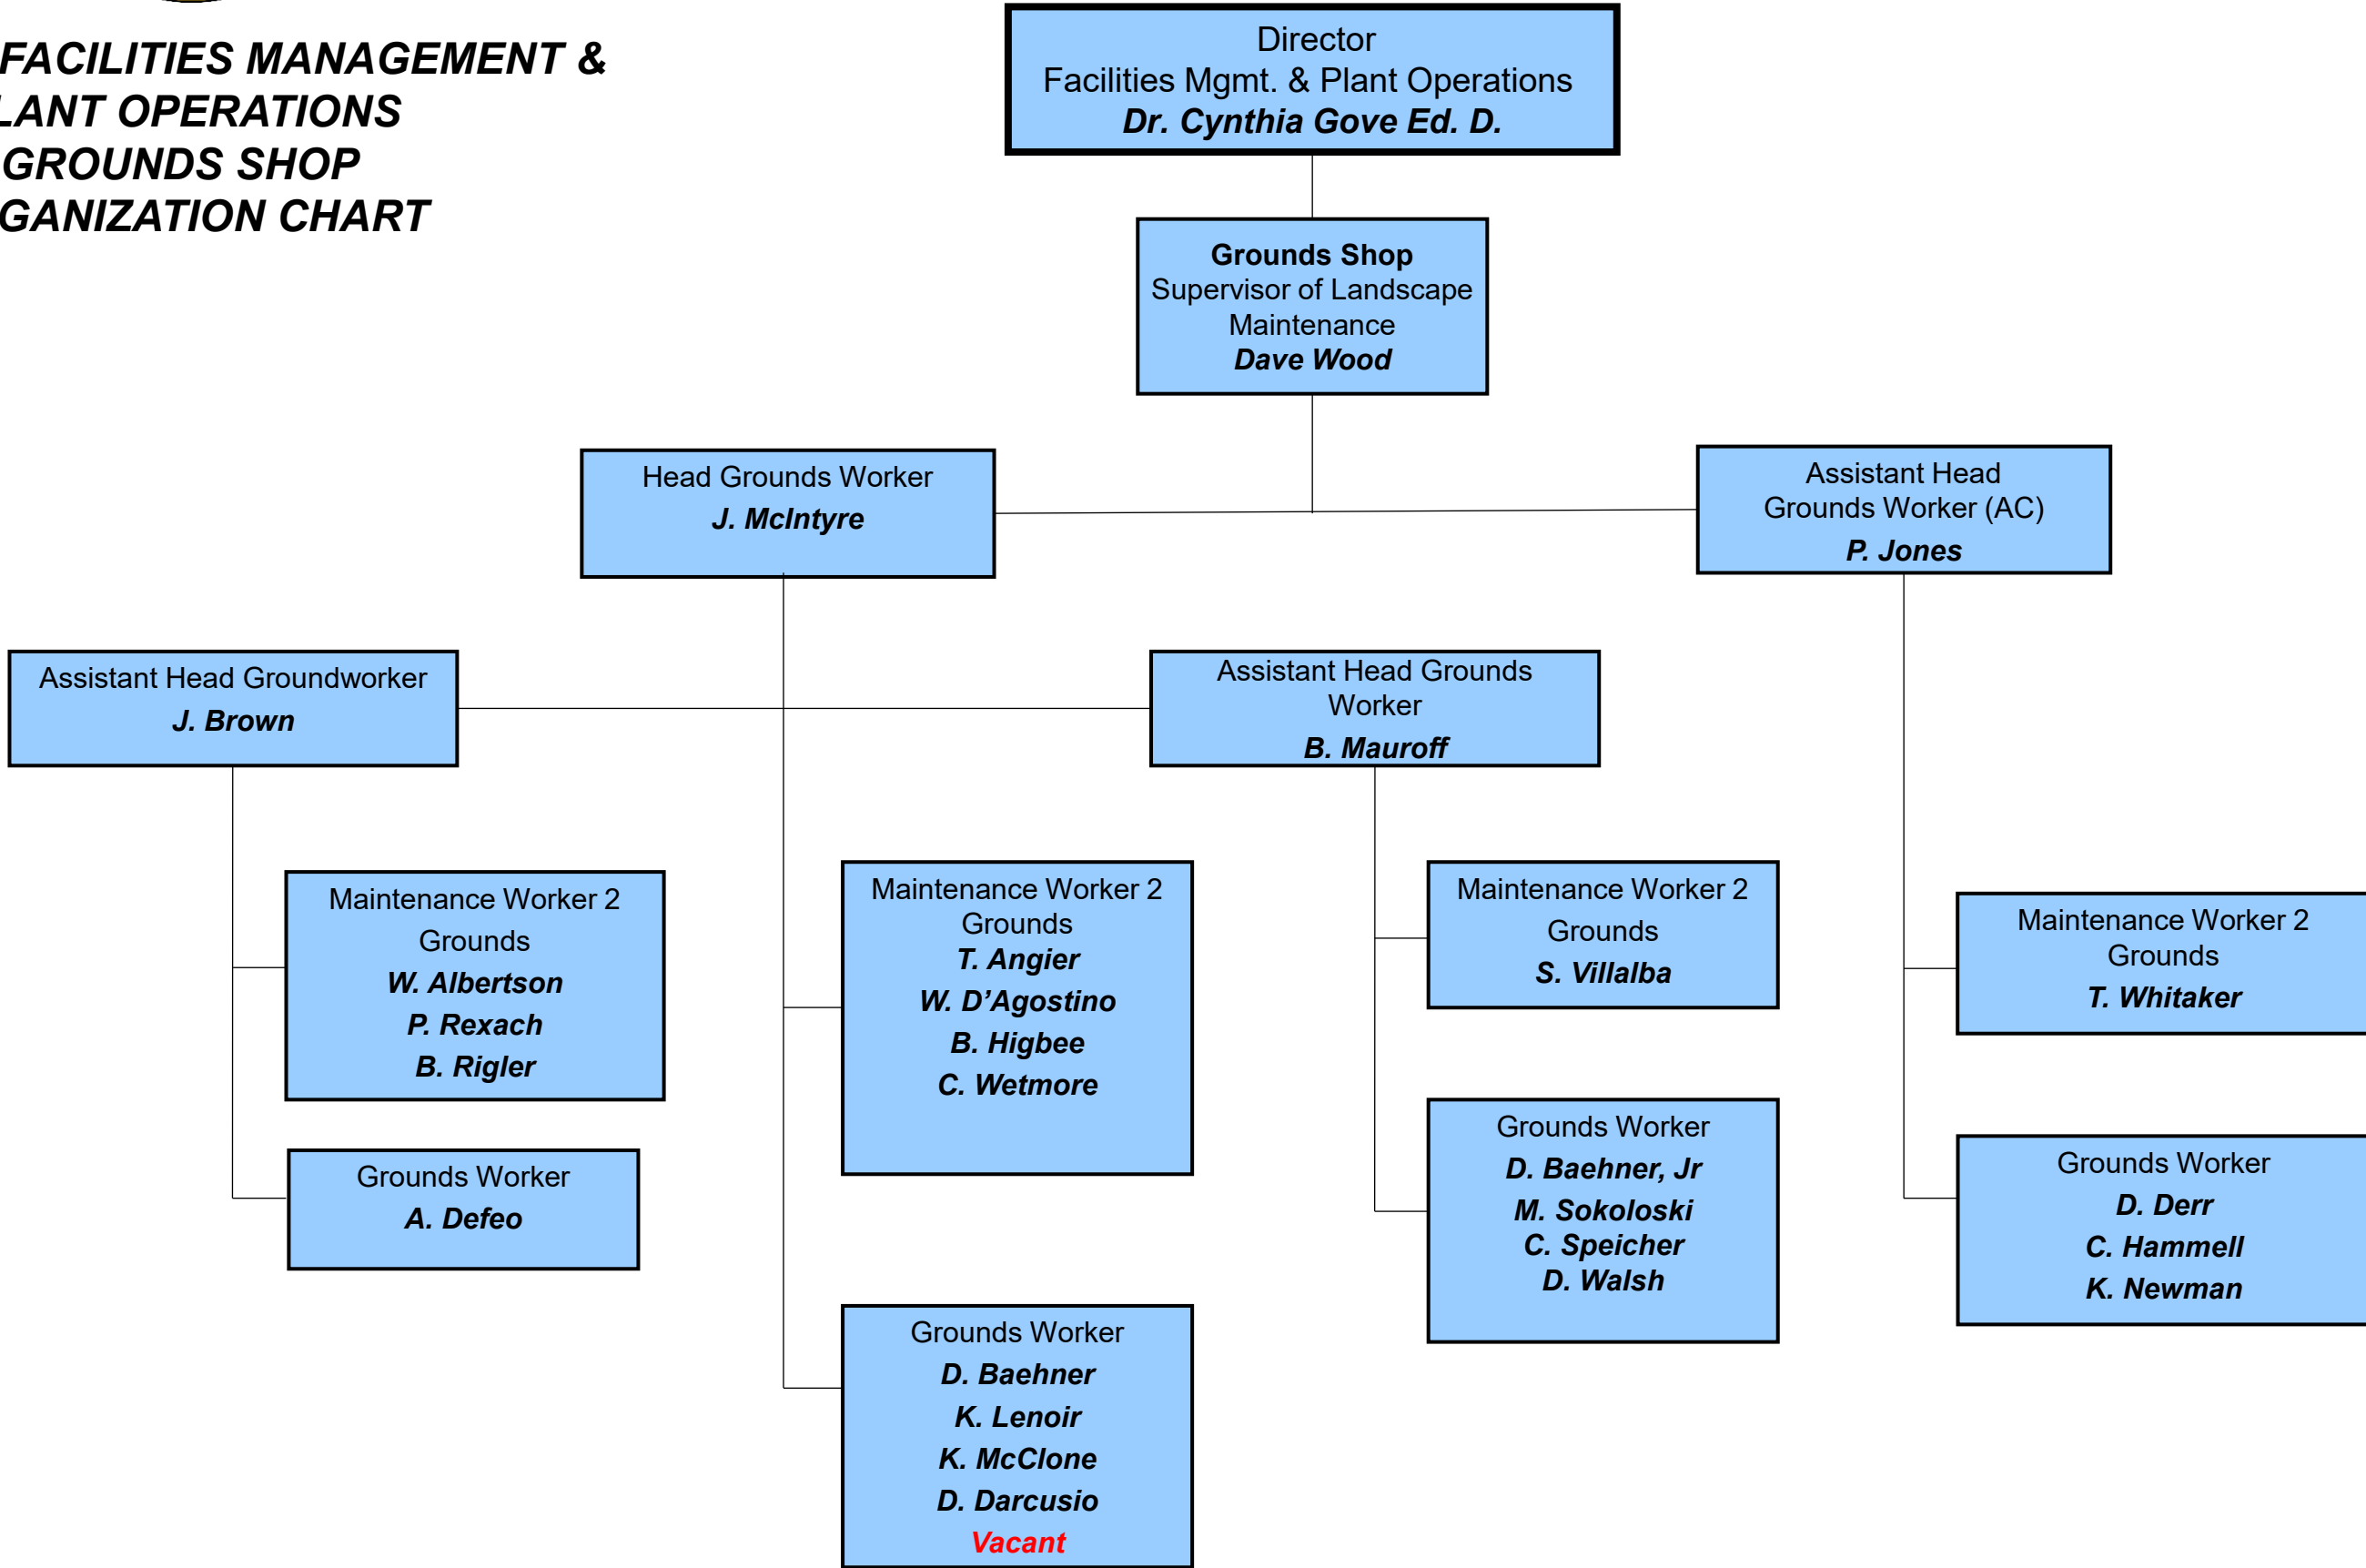 FACILITIES MANAGEMENT &
LANT OPERATIONS
GROUNDS SHOP
GANIZATION CHART
Director
Facilities Mgmt. & Plant Operations
Dr. Cynthia Gove Ed. D.
Grounds Shop
Supervisor of Landscape
Maintenance
Dave Wood
Head Grounds Worker
J. McIntyre
Assistant Head
Grounds Worker (AC)
P. Jones
Assistant Head Groundworker
J. Brown
Assistant Head Grounds
Worker
B. Mauroff
Maintenance Worker 2
Grounds
W. Albertson
P. Rexach
B. Rigler
Grounds Worker
A. Defeo
Maintenance Worker 2
Grounds
T. Angier
W. D’Agostino
B. Higbee
C. Wetmore
Grounds Worker
D. Baehner
K. Lenoir
K. McClone
D. Darcusio
Vacant
Maintenance Worker 2
Grounds
S. Villalba
Grounds Worker
D. Baehner, Jr
M. Sokoloski
C. Speicher
D. Walsh
Maintenance Worker 2
Grounds
T. Whitaker
Grounds Worker
D. Derr
C. Hammell
K. Newman